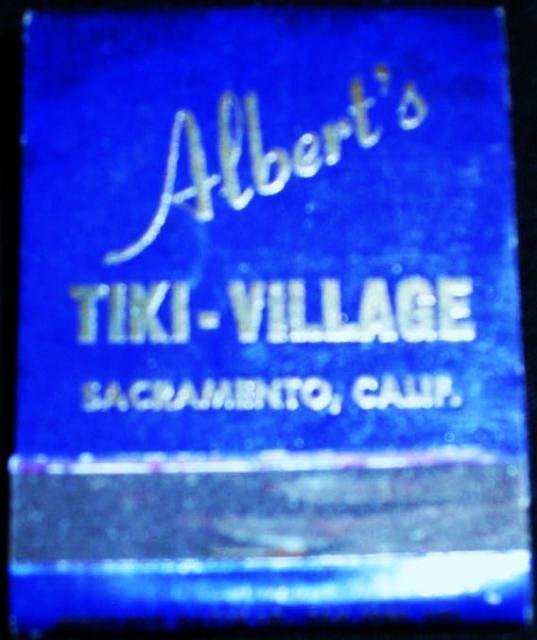 Albert's
TIKI-VILLAGE
SACRAMENTO, CALIF.